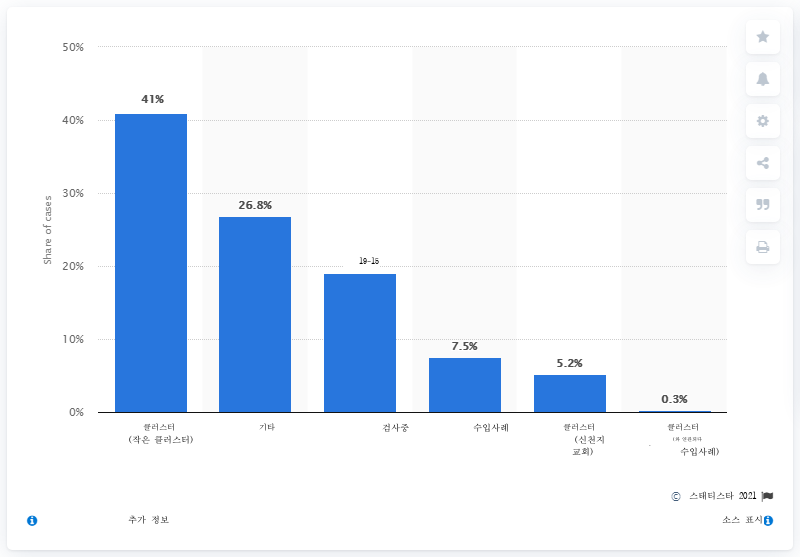 50%
41%
40%
30%
26.8%
Share of cases
20%
19-15
10%
7.5%
5.2%
0.3%
0%
클러스터
(작은 클러스터)
기타
검사중
수입사례
클러스터
(신천지
교회)
클러스터
수입사례)
© 스태티스타 2021
추가 정보
소스 표시